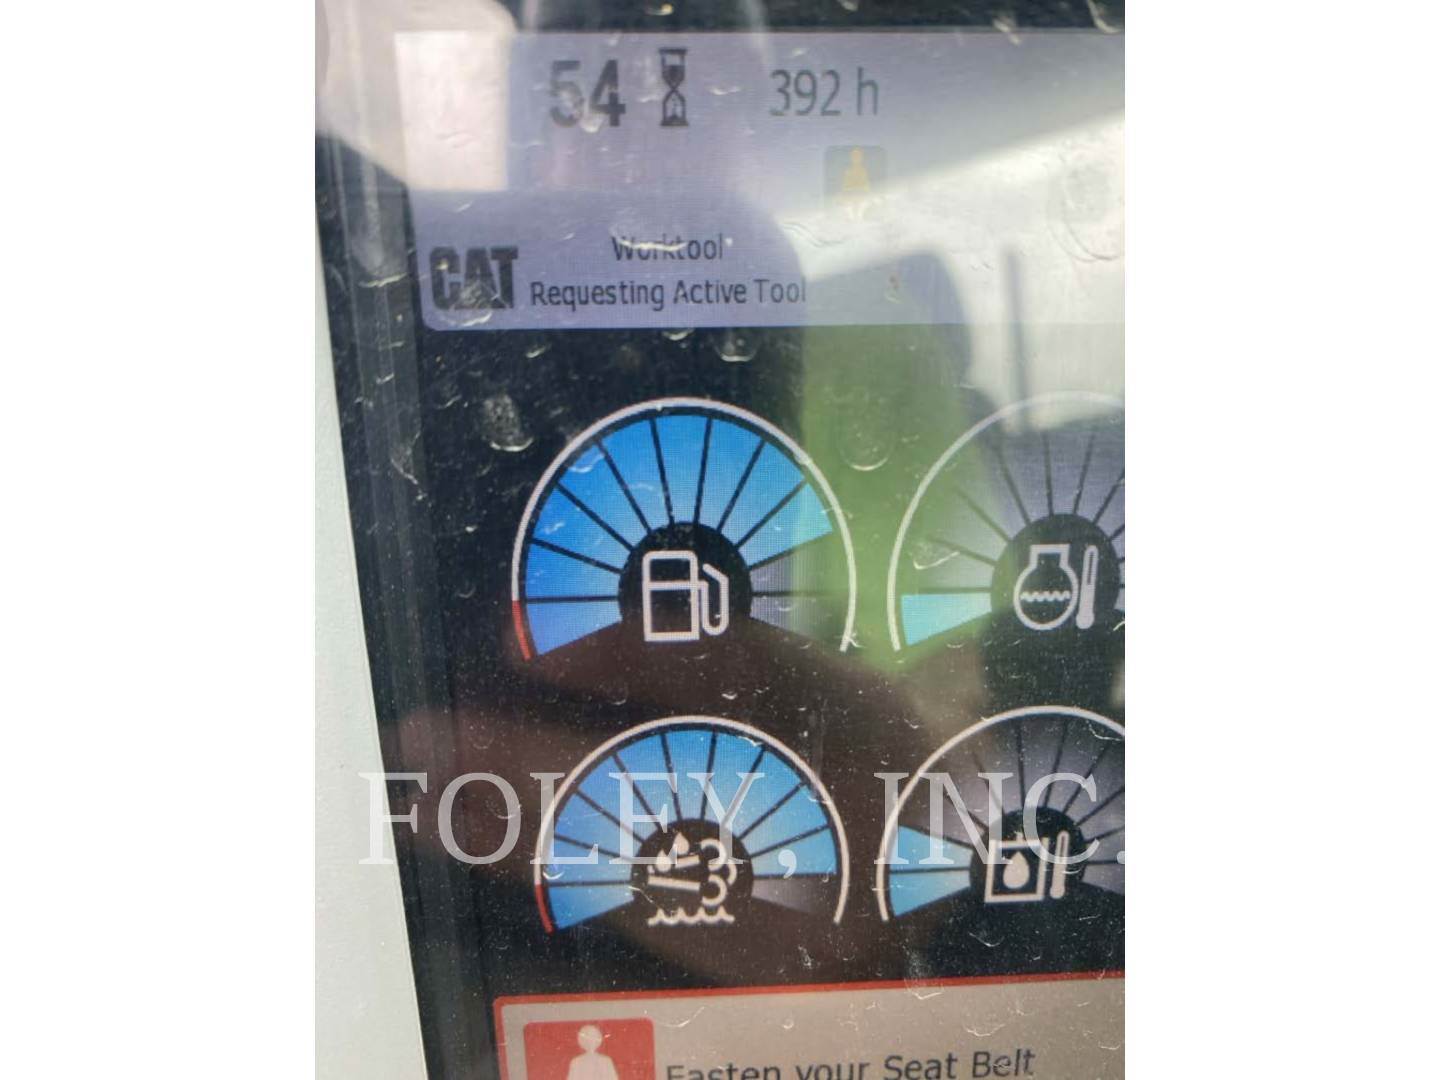 54 392 h
Worktool
CAT Requesting Active Tool
FOLEY, INC.
Fasten your Seat Belt